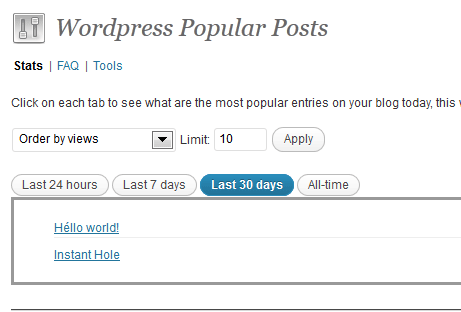 Wordpress Popular Posts
Stats | FAQ | Tools
Click on each tab to see what are the most popular entries on your blog today, this
Order by views Limit: 10 Apply
Last 24 hours Last 7 days Last 30 days All-time
Héllo world!
Instant Hole